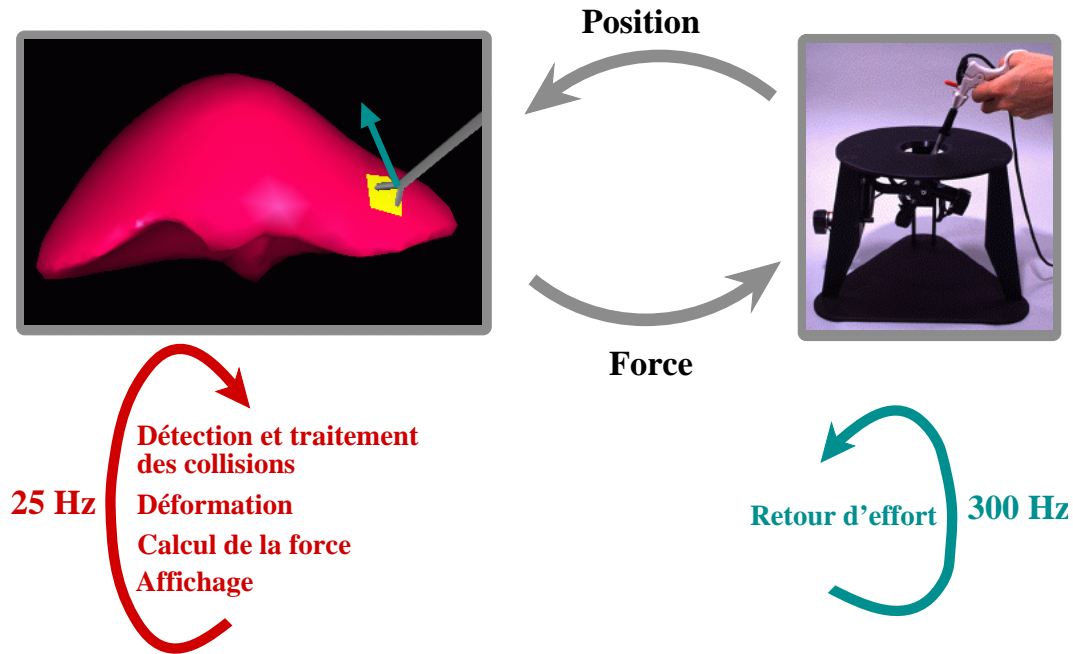 Position
Force
Détection et traitement
des collisions
25 Hz
Déformation
Calcul de la force
Affichage
Retour d’effort
300 Hz